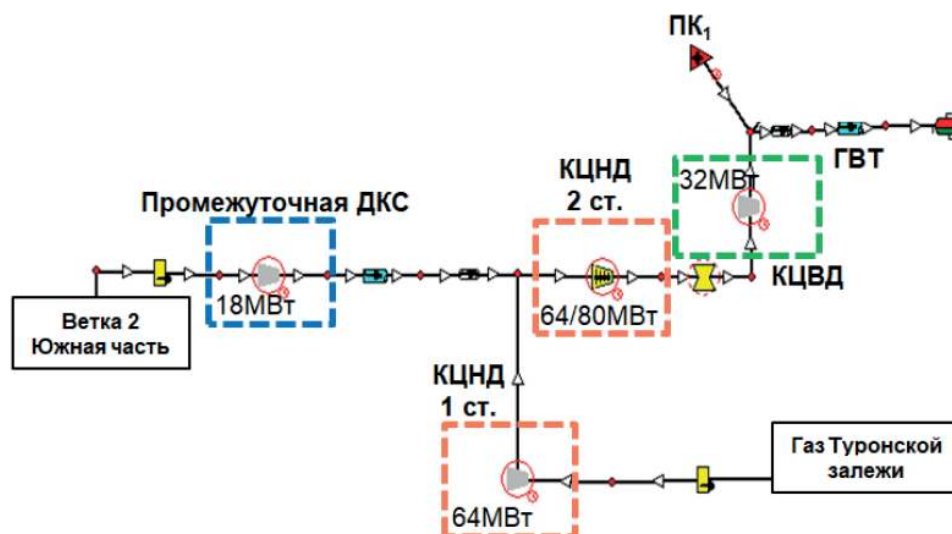 ПК₁
ГВТ
32МВт
КЦНД
2 ст.
Промежуточная ДКС
КЦВД
18МВт
64/80МВт
Ветка 2
Южная часть
КЦНД
1 ст.
Газ Туронской
залежи
64МВт